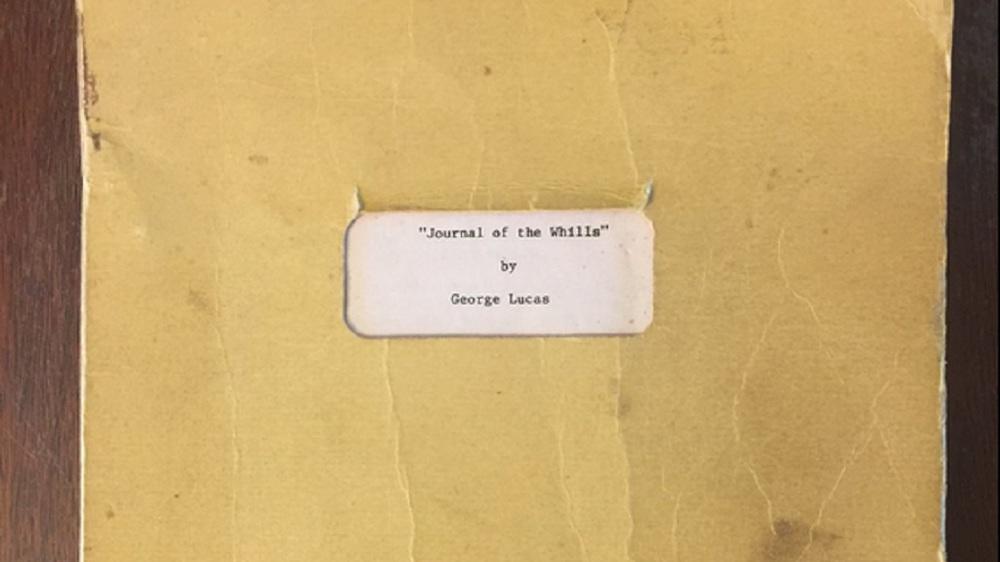 "Journal of the Whills"
by
George Lucas